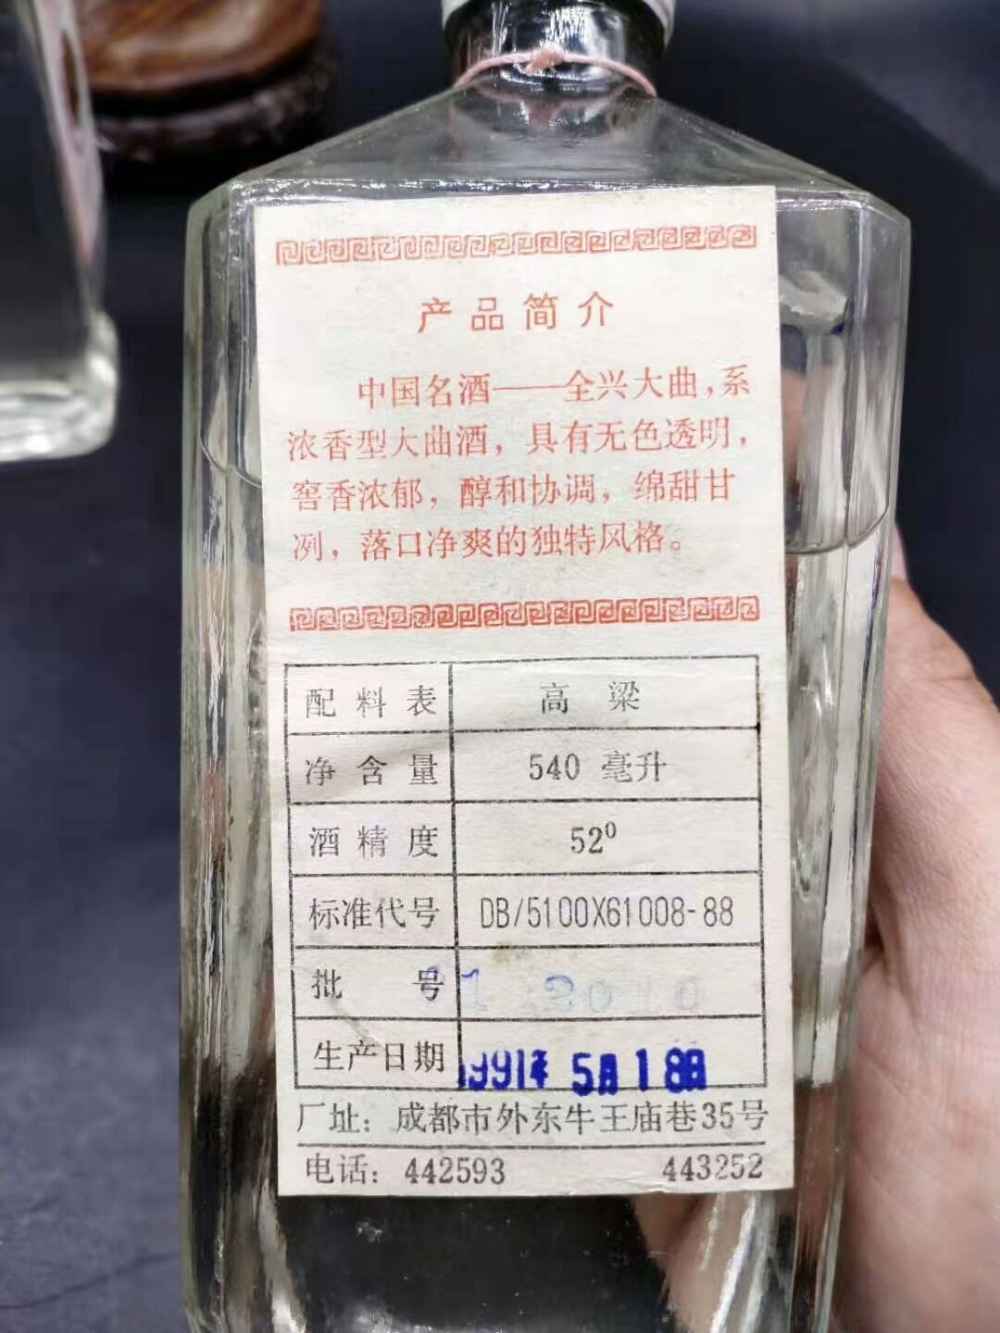 产品简介
中国名酒——全兴大曲，系
浓香型大曲酒，具有无色透明，
窖香浓郁，醇和协调，绵甜甘
冽，落口净爽的独特风格。
配料表 高粱
净含量 540 毫升
酒精度 52⁰
标准代号 DB/5100X61008-88
批号
生产日期 1991年 5月18日
厂址：成都市外东牛王庙巷35号
电话：442593 443252